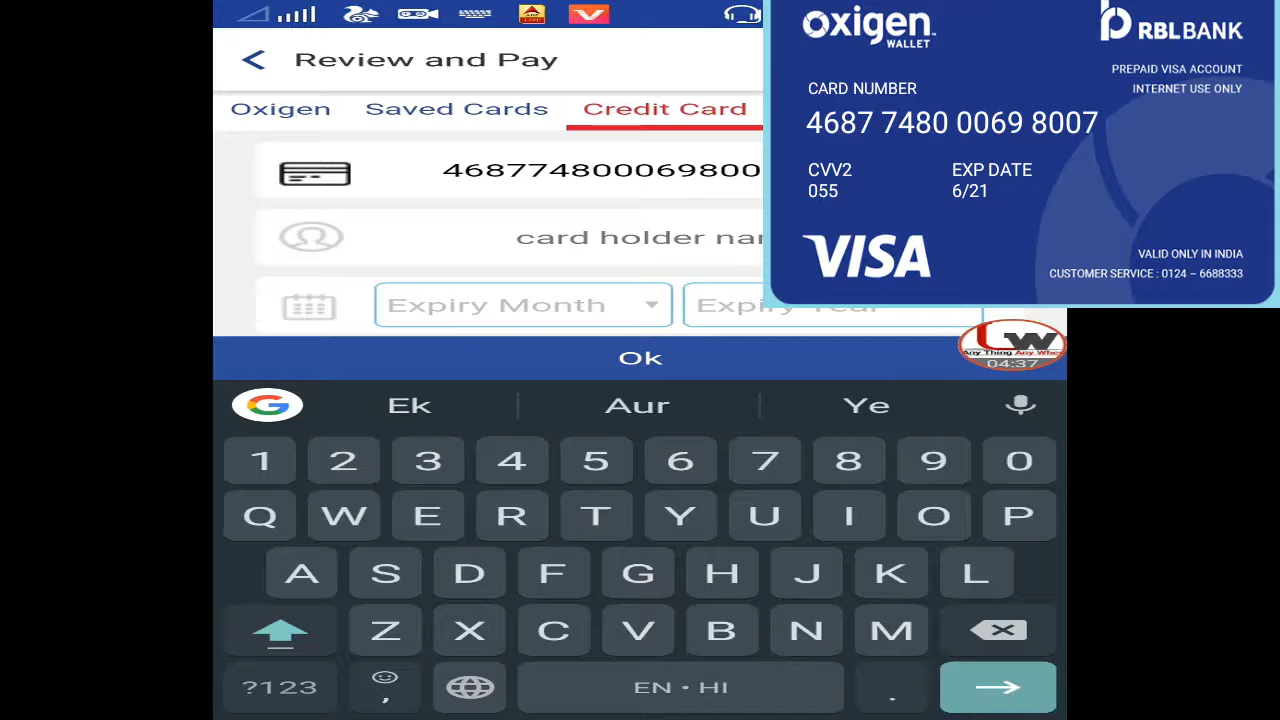 Review and Pay
Oxigen Saved Cards Credit Card
46877480006980
card holder
Expiry Month Expiry Year
Ok
oxigen
WALLET
RBLBANK
PREPAID VISA ACCOUNT
INTERNET USE ONLY
CARD NUMBER
4687 7480 0069 8007
CVV2 EXP DATE
055 6/21
VISA
VALID ONLY IN INDIA
CUSTOMER SERVICE : 0124 – 6688333
04:37
Ek Aur Ye
1 2 3 4 5 6 7 8 9 0
Q W E R T Y U I O P
A S D F G H J K L
Z X C V B N M
?123 , EN • HI .